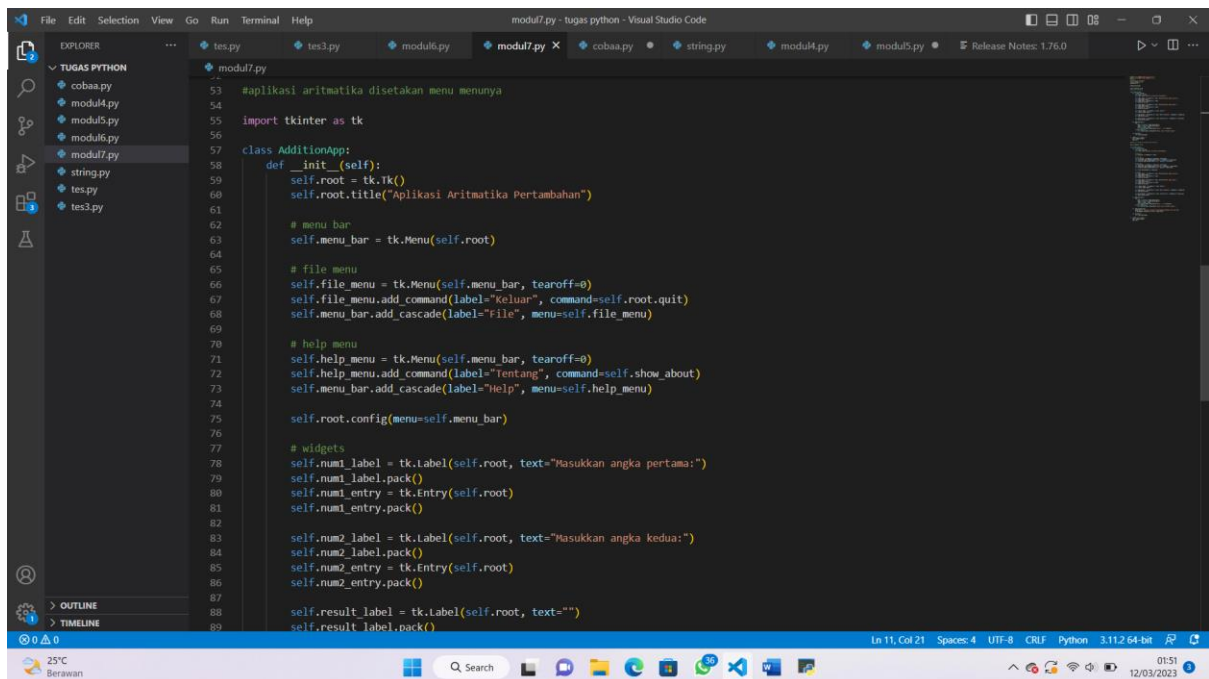 File Edit Selection View Go Run Terminal Help modul7.py - tugas python - Visual Studio Code
EXPLORER
tes.py tes3.py modul6.py modul7.py cobaa.py string.py modul4.py modul5.py Release Notes: 1.76.0
TUGAS PYTHON
cobaa.py
modul4.py
modul5.py
modul6.py
modul7.py
string.py
tes.py
tes3.py
OUTLINE
TIMELINE
modul7.py
53 #aplikasi aritmatika disetakan menu menunya
54
55 import tkinter as tk
56
57 class AdditionApp:
58     def __init__(self):
59         self.root = tk.Tk()
60         self.root.title("Aplikasi Aritmatika Pertambahan")
61
62         # menu bar
63         self.menu_bar = tk.Menu(self.root)
64
65         # file menu
66         self.file_menu = tk.Menu(self.menu_bar, tearoff=0)
67         self.file_menu.add_command(label="Keluar", command=self.root.quit)
68         self.menu_bar.add_cascade(label="File", menu=self.file_menu)
69
70         # help menu
71         self.help_menu = tk.Menu(self.menu_bar, tearoff=0)
72         self.help_menu.add_command(label="Tentang", command=self.show_about)
73         self.menu_bar.add_cascade(label="Help", menu=self.help_menu)
74
75         self.root.config(menu=self.menu_bar)
76
77         # widgets
78         self.num1_label = tk.Label(self.root, text="Masukkan angka pertama:")
79         self.num1_label.pack()
80         self.num1_entry = tk.Entry(self.root)
81         self.num1_entry.pack()
82
83         self.num2_label = tk.Label(self.root, text="Masukkan angka kedua:")
84         self.num2_label.pack()
85         self.num2_entry = tk.Entry(self.root)
86         self.num2_entry.pack()
87
88         self.result_label = tk.Label(self.root, text="")
89         self.result_label.pack()
0 0 Ln 11, Col 21 Spaces: 4 UTF-8 CRLF Python 3.11.2 64-bit
25°C
Berawan
Search
36
01:51
12/03/2023
3